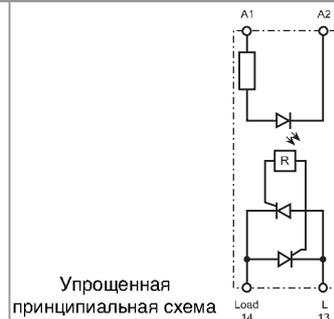 A1 A2
R
Упрощенная
принципиальная схема
Load L
14 13